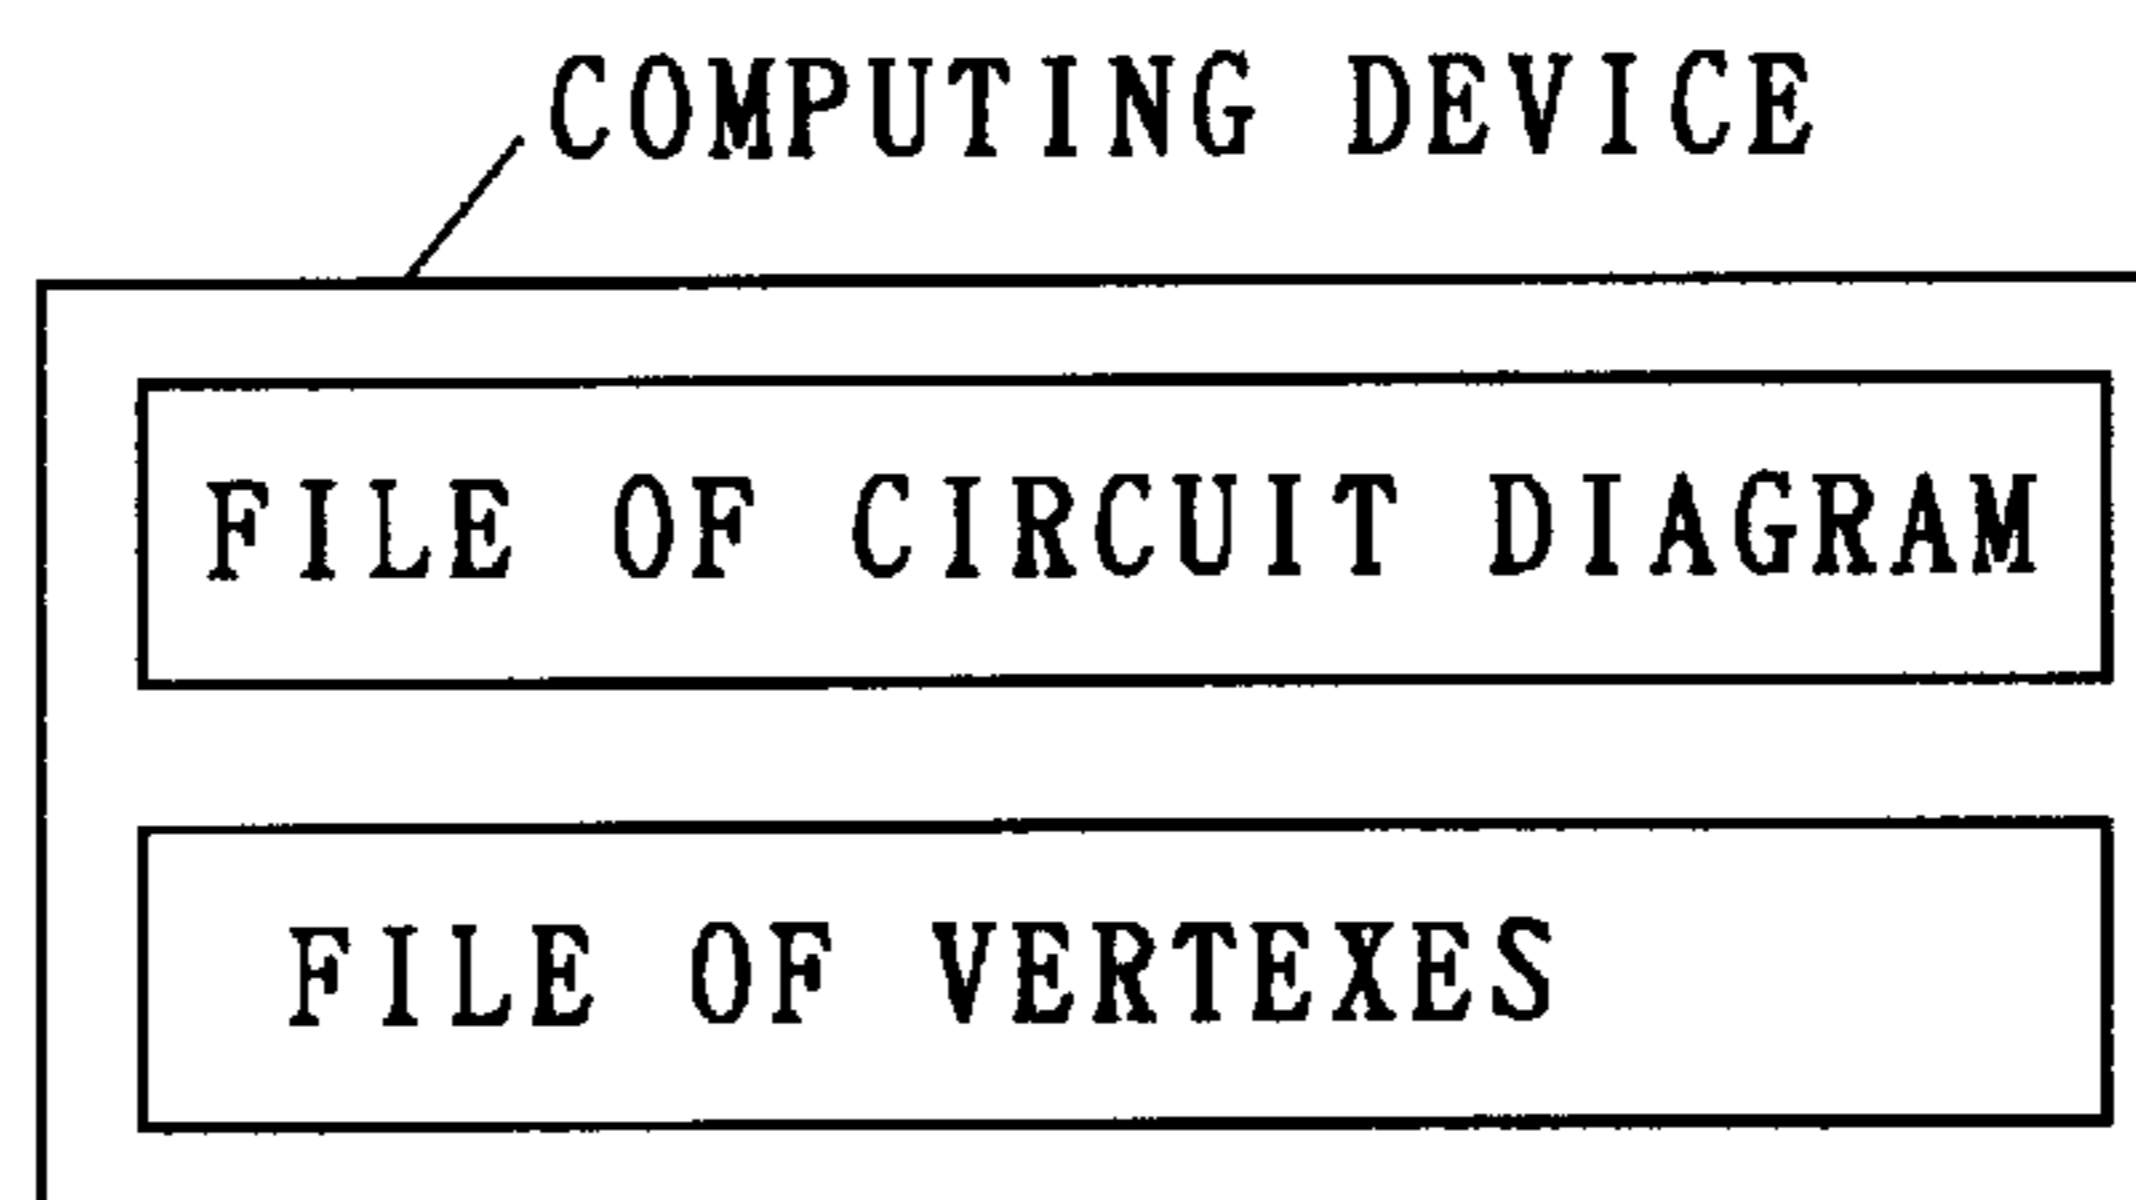 COMPUTING DEVICE
FILE OF CIRCUIT DIAGRAM
FILE OF VERTEXES